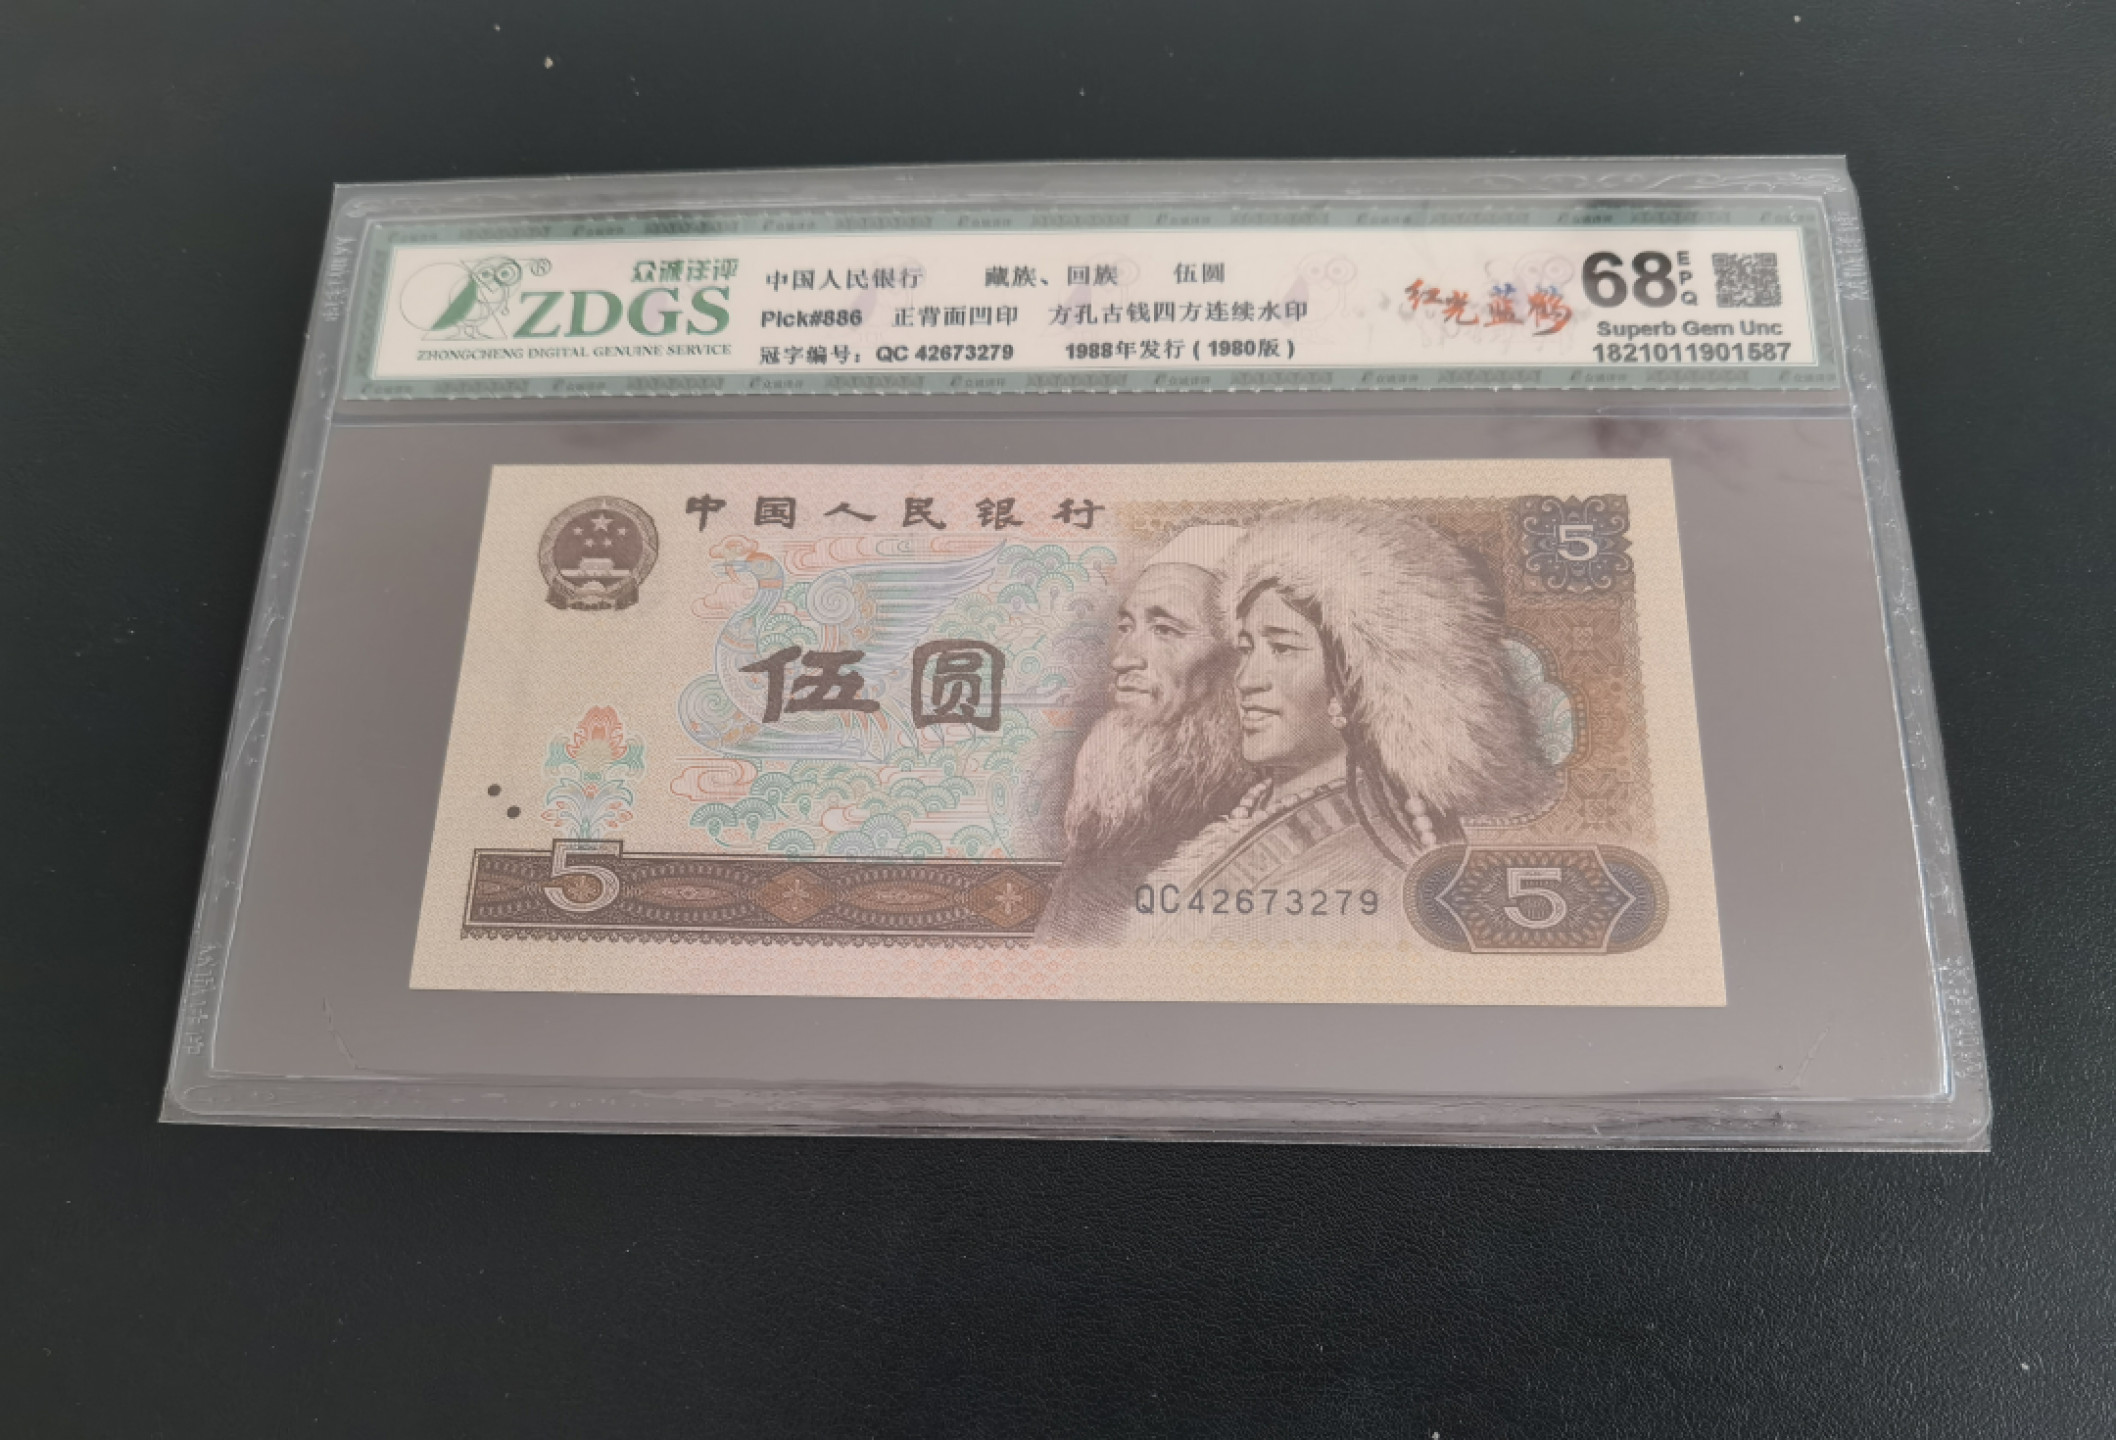 众诚评评
ZDGS
ZHONGCHENG DIGITAL GENUINE SERVICE
中国人民银行 藏族、回族 伍圆
Pick#886 正背面凹印 方孔古钱四方连续水印
冠字编号：QC 42673279 1988年发行（1980版）
红光蓝鹤
68 EPQ
Superb Gem Unc
1821011901587
中国人民银行
5
伍圆
5
QC42673279
5